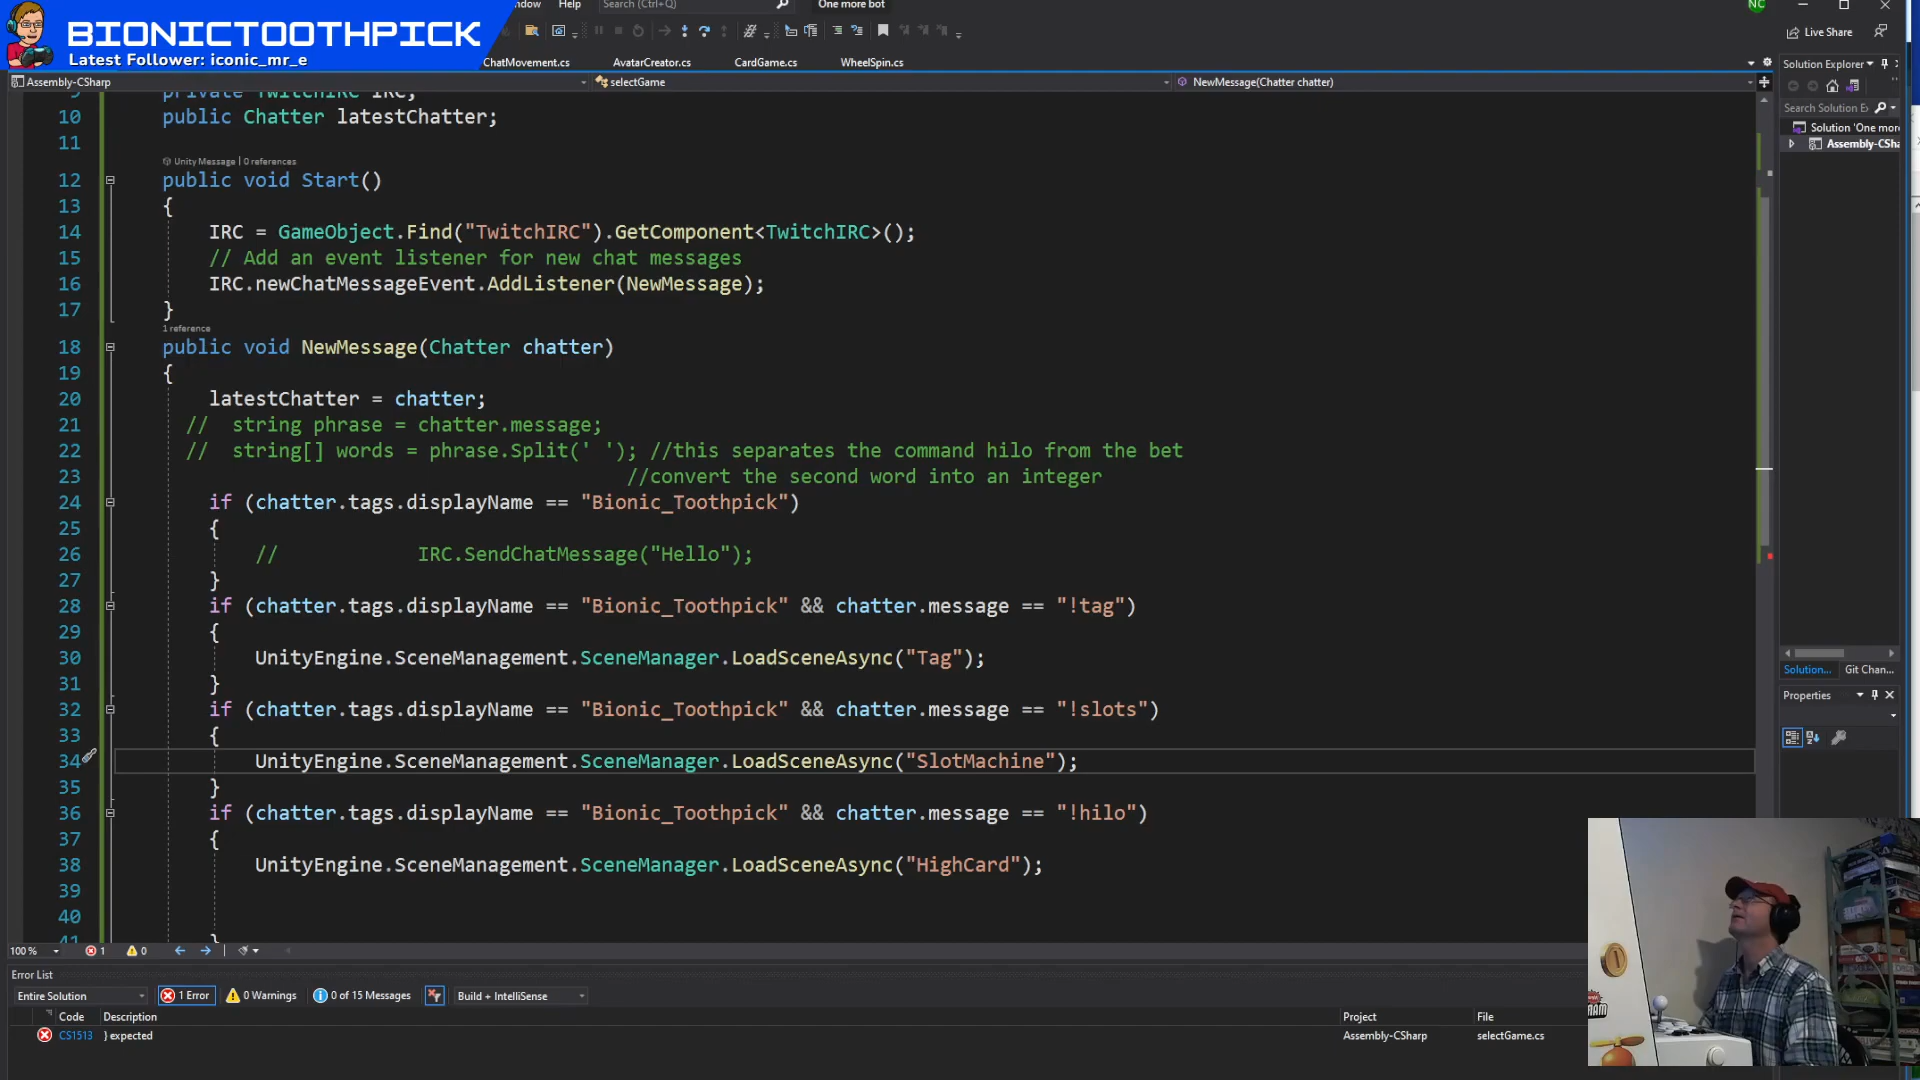 BIONICTOOTHPICK
Latest Follower: iconic_mr_e
Help
Search (Ctrl+Q)
One more bot
NC
Live Share
ChatMovement.cs
AvatarCreator.cs
CardGame.cs
WheelSpin.cs
Assembly-CSharp
selectGame
NewMessage(Chatter chatter)
Solution Explorer
Search Solution E
Solution 'One more
Assembly-CSha
private TwitchIRC IRC;
10 public Chatter latestChatter;
11
Unity Message | 0 references
12 public void Start()
13 {
14 IRC = GameObject.Find("TwitchIRC").GetComponent<TwitchIRC>();
15 // Add an event listener for new chat messages
16 IRC.newChatMessageEvent.AddListener(NewMessage);
17 }
1 reference
18 public void NewMessage(Chatter chatter)
19 {
20 latestChatter = chatter;
21 // string phrase = chatter.message;
22 // string[] words = phrase.Split(' '); //this separates the command hilo from the bet
23 //convert the second word into an integer
24 if (chatter.tags.displayName == "Bionic_Toothpick")
25 {
26 // IRC.SendChatMessage("Hello");
27 }
28 if (chatter.tags.displayName == "Bionic_Toothpick" && chatter.message == "!tag")
29 {
30 UnityEngine.SceneManagement.SceneManager.LoadSceneAsync("Tag");
31 }
32 if (chatter.tags.displayName == "Bionic_Toothpick" && chatter.message == "!slots")
33 {
34 UnityEngine.SceneManagement.SceneManager.LoadSceneAsync("SlotMachine");
35 }
36 if (chatter.tags.displayName == "Bionic_Toothpick" && chatter.message == "!hilo")
37 {
38 UnityEngine.SceneManagement.SceneManager.LoadSceneAsync("HighCard");
39
40
41 }
Solution...
Git Chan...
Properties
100 %
1
0
Error List
Entire Solution
1 Error
0 Warnings
0 of 15 Messages
Build + IntelliSense
Code
Description
Project
File
CS1513
} expected
Assembly-CSharp
selectGame.cs